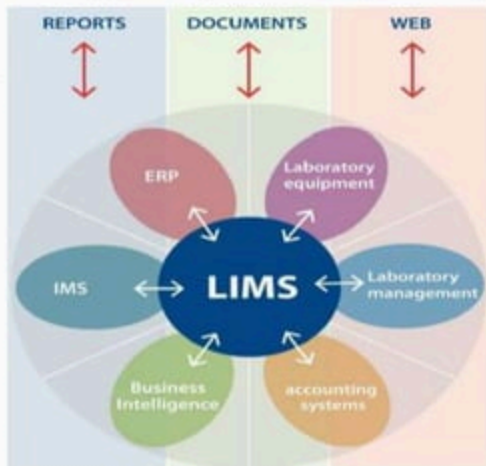 REPORTS
DOCUMENTS
WEB
ERP
Laboratory
equipment
IMS
LIMS
Laboratory
management
Business
Intelligence
accounting
systems